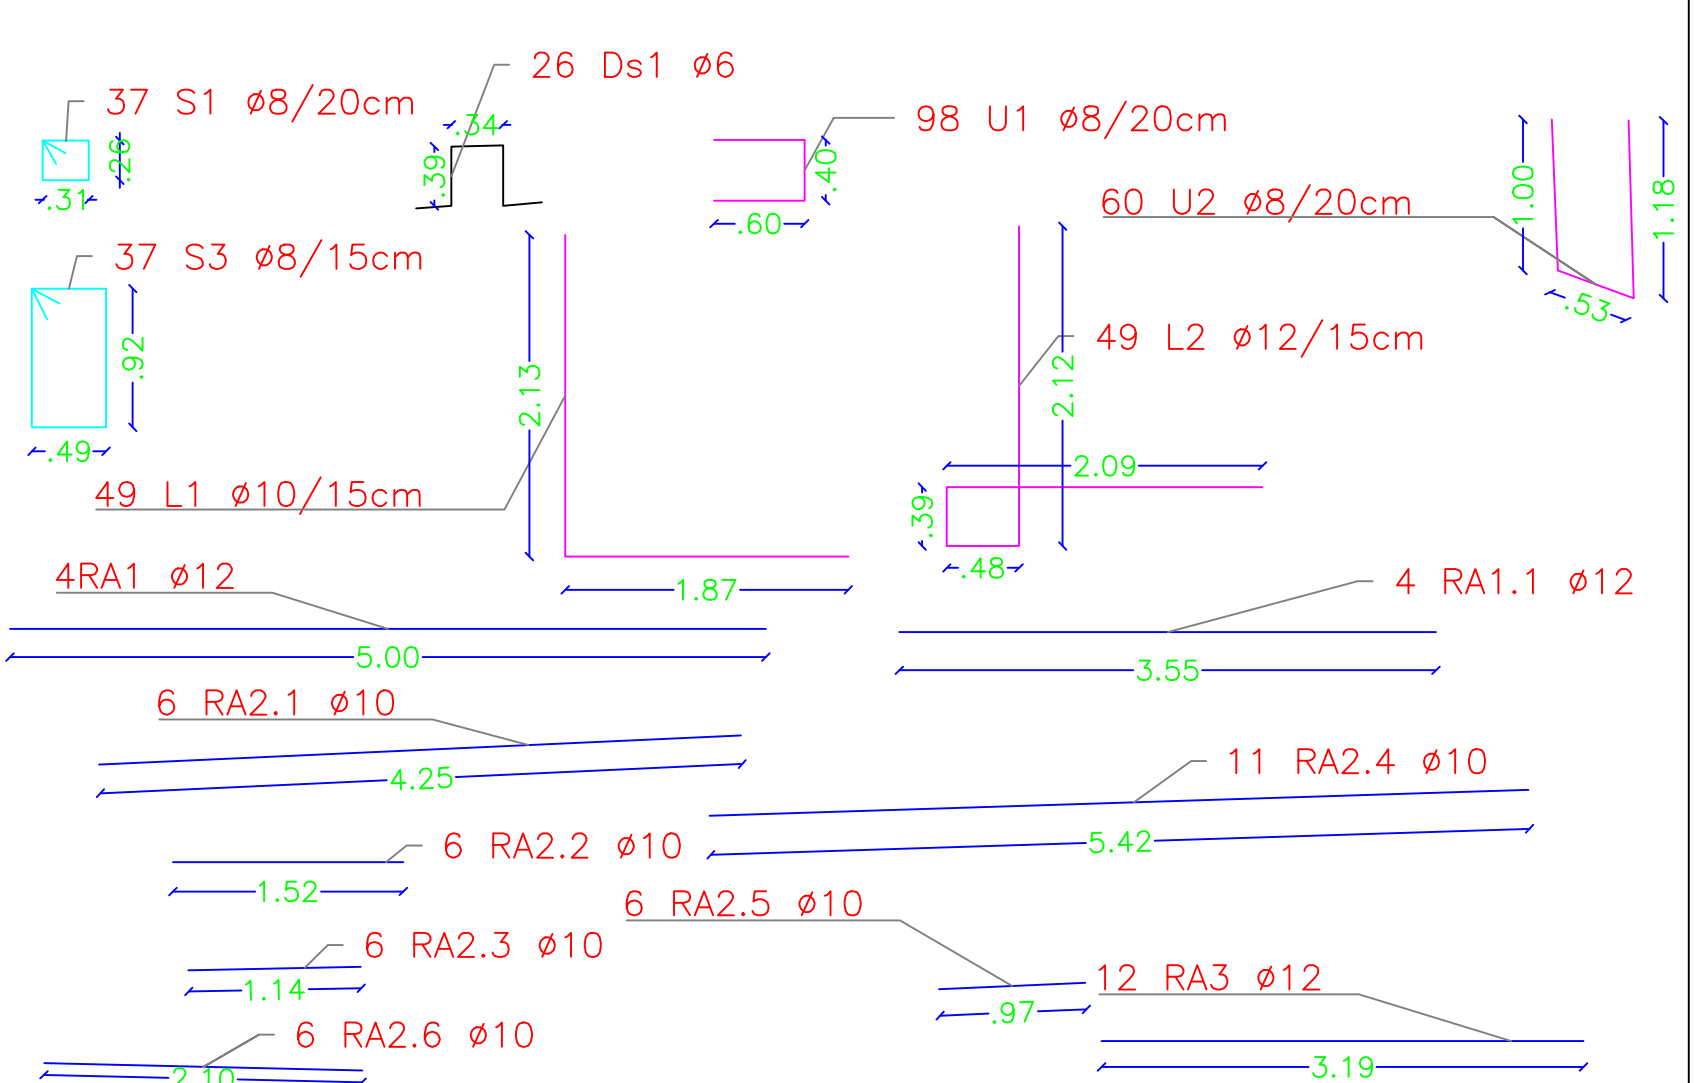 26 Ds1 ø6
37 S1 ø8/20cm
.34
98 U1 ø8/20cm
.26
.39
.40
.31
1.00
60 U2 ø8/20cm
1.18
.60
37 S3 ø8/15cm
.53
49 L2 ø12/15cm
.92
2.13
2.12
.49
2.09
49 L1 ø10/15cm
.39
.48
4RA1 ø12
1.87
4 RA1.1 ø12
5.00
3.55
6 RA2.1 ø10
4.25
11 RA2.4 ø10
5.42
6 RA2.2 ø10
1.52
6 RA2.5 ø10
6 RA2.3 ø10
1.14
12 RA3 ø12
.97
6 RA2.6 ø10
3.19
2.10